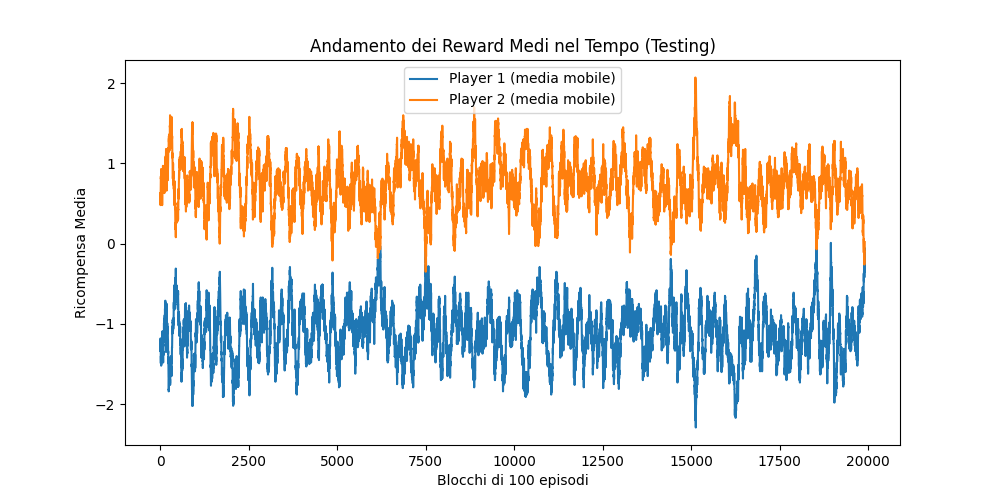 Andamento dei Reward Medi nel Tempo (Testing)
Player 1 (media mobile)
Player 2 (media mobile)
Ricompensa Media
2
1
0
−1
−2
0 2500 5000 7500 10000 12500 15000 17500 20000
Blocchi di 100 episodi